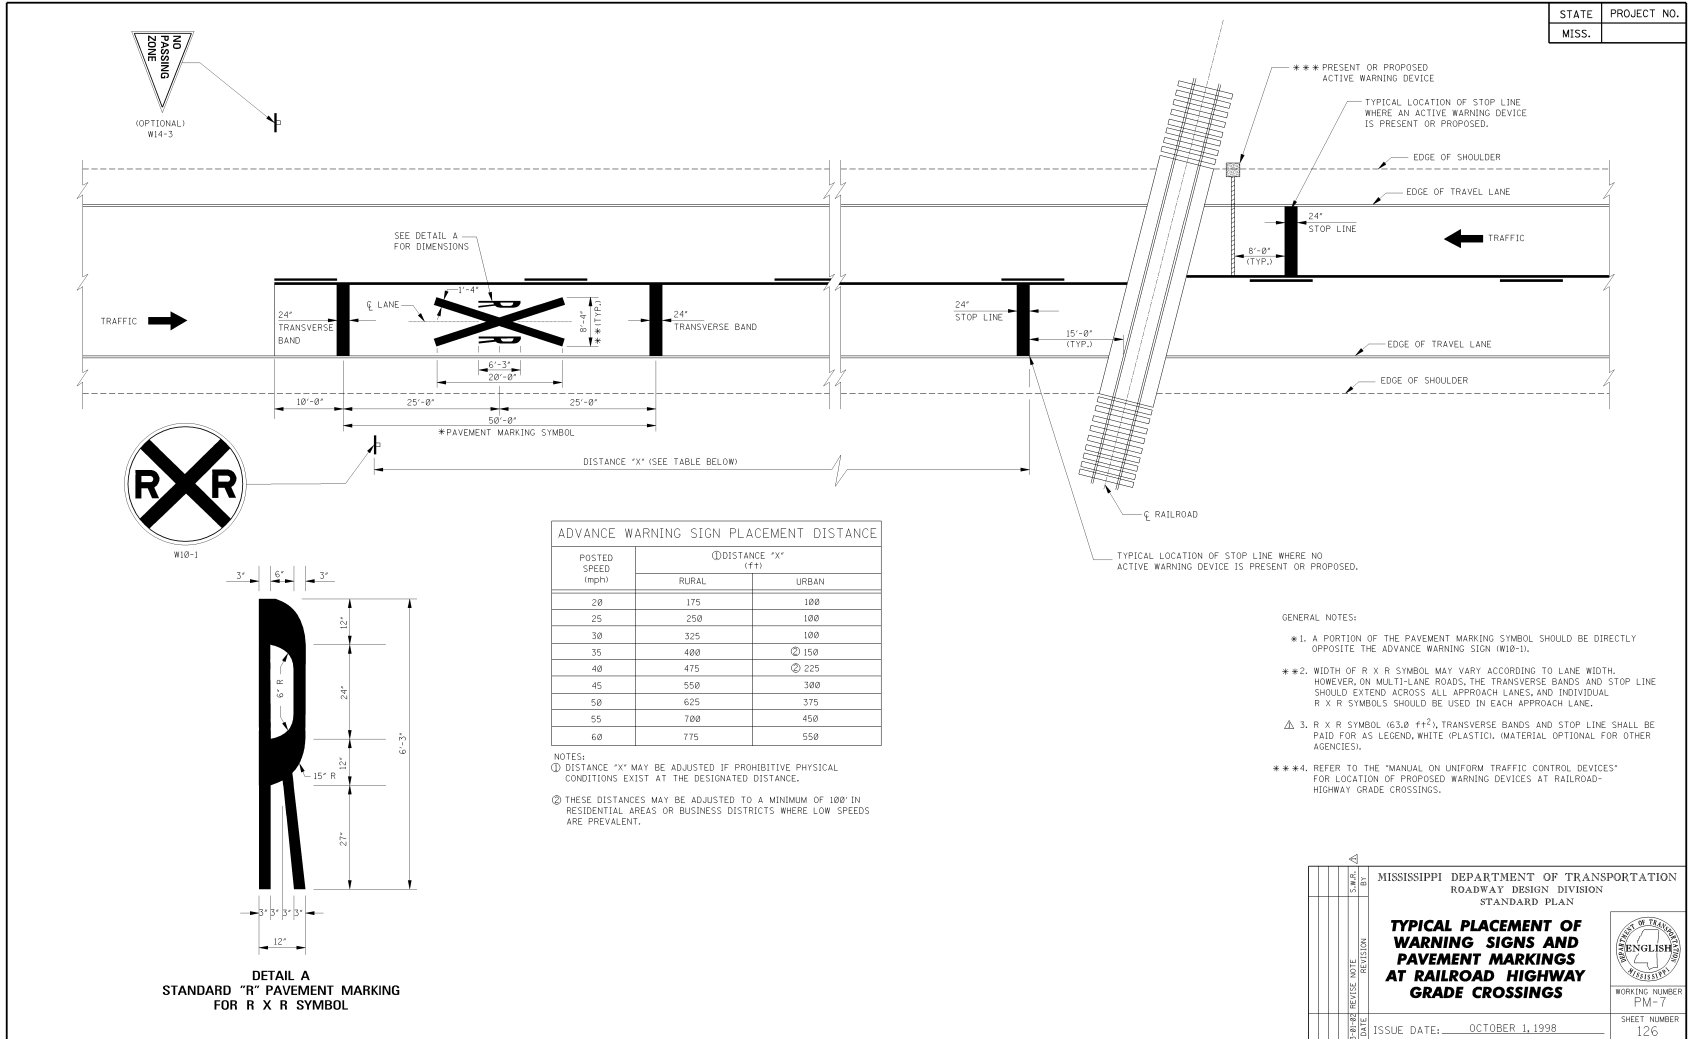 STATE PROJECT NO.
MISS.
NO
PASSING
ZONE
(OPTIONAL)
W14-3
***PRESENT OR PROPOSED
ACTIVE WARNING DEVICE
TYPICAL LOCATION OF STOP LINE
WHERE AN ACTIVE WARNING DEVICE
IS PRESENT OR PROPOSED.
EDGE OF SHOULDER
EDGE OF TRAVEL LANE
24"
STOP LINE
TRAFFIC
8'-0"
(TYP.)
SEE DETAIL A
FOR DIMENSIONS
1'-4"
℄ LANE
R
R
8'-4"
**(TYP.)
TRAFFIC
24"
TRANSVERSE
BAND
24"
TRANSVERSE BAND
24"
STOP LINE
15'-0"
(TYP.)
EDGE OF TRAVEL LANE
EDGE OF SHOULDER
6'-3"
20'-0"
10'-0"
25'-0"
25'-0"
50'-0"
*PAVEMENT MARKING SYMBOL
DISTANCE "X" (SEE TABLE BELOW)
R R
W10-1
℄ RAILROAD
TYPICAL LOCATION OF STOP LINE WHERE NO
ACTIVE WARNING DEVICE IS PRESENT OR PROPOSED.
ADVANCE WARNING SIGN PLACEMENT DISTANCE
POSTED
SPEED
(mph)
①DISTANCE "X"
(ft)
RURAL URBAN
20 175 100
25 250 100
30 325 100
35 400 ② 150
40 475 ② 225
45 550 300
50 625 375
55 700 450
60 775 550
NOTES:
① DISTANCE "X" MAY BE ADJUSTED IF PROHIBITIVE PHYSICAL
CONDITIONS EXIST AT THE DESIGNATED DISTANCE.
② THESE DISTANCES MAY BE ADJUSTED TO A MINIMUM OF 100' IN
RESIDENTIAL AREAS OR BUSINESS DISTRICTS WHERE LOW SPEEDS
ARE PREVALENT.
3" 6" 3"
12"
24"
12"
27"
6'-3"
6" R
15" R
3" 3" 3" 3"
12"
DETAIL A
STANDARD "R" PAVEMENT MARKING
FOR R X R SYMBOL
GENERAL NOTES:
*1. A PORTION OF THE PAVEMENT MARKING SYMBOL SHOULD BE DIRECTLY
OPPOSITE THE ADVANCE WARNING SIGN (W10-1).
**2. WIDTH OF R X R SYMBOL MAY VARY ACCORDING TO LANE WIDTH.
HOWEVER, ON MULTI-LANE ROADS, THE TRANSVERSE BANDS AND STOP LINE
SHOULD EXTEND ACROSS ALL APPROACH LANES, AND INDIVIDUAL
R X R SYMBOLS SHOULD BE USED IN EACH APPROACH LANE.
3. R X R SYMBOL (63.0 ft²), TRANSVERSE BANDS AND STOP LINE SHALL BE
PAID FOR AS LEGEND, WHITE (PLASTIC). (MATERIAL OPTIONAL FOR OTHER
AGENCIES).
***4. REFER TO THE "MANUAL ON UNIFORM TRAFFIC CONTROL DEVICES"
FOR LOCATION OF PROPOSED WARNING DEVICES AT RAILROAD-
HIGHWAY GRADE CROSSINGS.
S.W.R. BY
REVISE NOTE REVISION
DATE
MISSISSIPPI DEPARTMENT OF TRANSPORTATION
ROADWAY DESIGN DIVISION
STANDARD PLAN
TYPICAL PLACEMENT OF
WARNING SIGNS AND
PAVEMENT MARKINGS
AT RAILROAD HIGHWAY
GRADE CROSSINGS
ISSUE DATE: OCTOBER 1, 1998
DEPARTMENT OF TRANSPORTATION
ENGLISH
MISSISSIPPI
WORKING NUMBER
PM-7
SHEET NUMBER
126